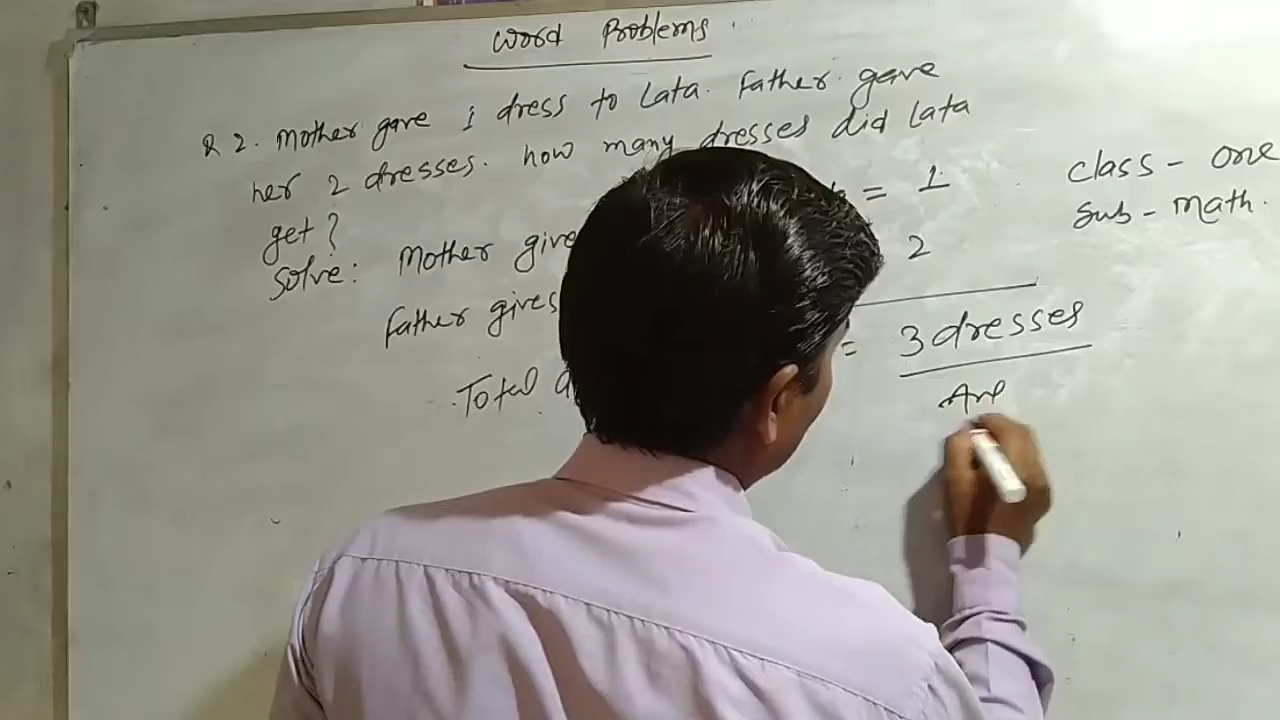 Word Problems
Q 2. Mother gave 1 dress to Lata. Father gave
her 2 dresses. how many dresses did Lata
get?
Solve: Mother give = 1
Father gives 2
Total = 3 dresses
Ans
class - one
Sub - Math.